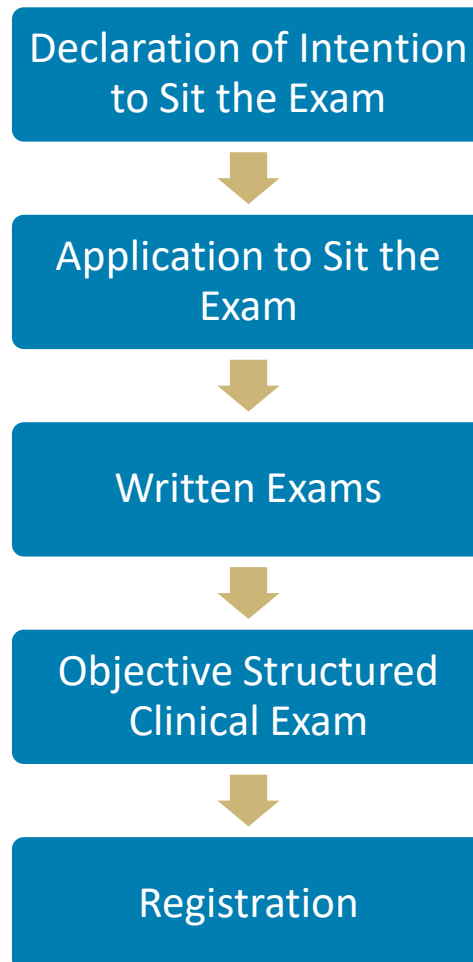 Declaration of Intention
to Sit the Exam
Application to Sit the
Exam
Written Exams
Objective Structured
Clinical Exam
Registration